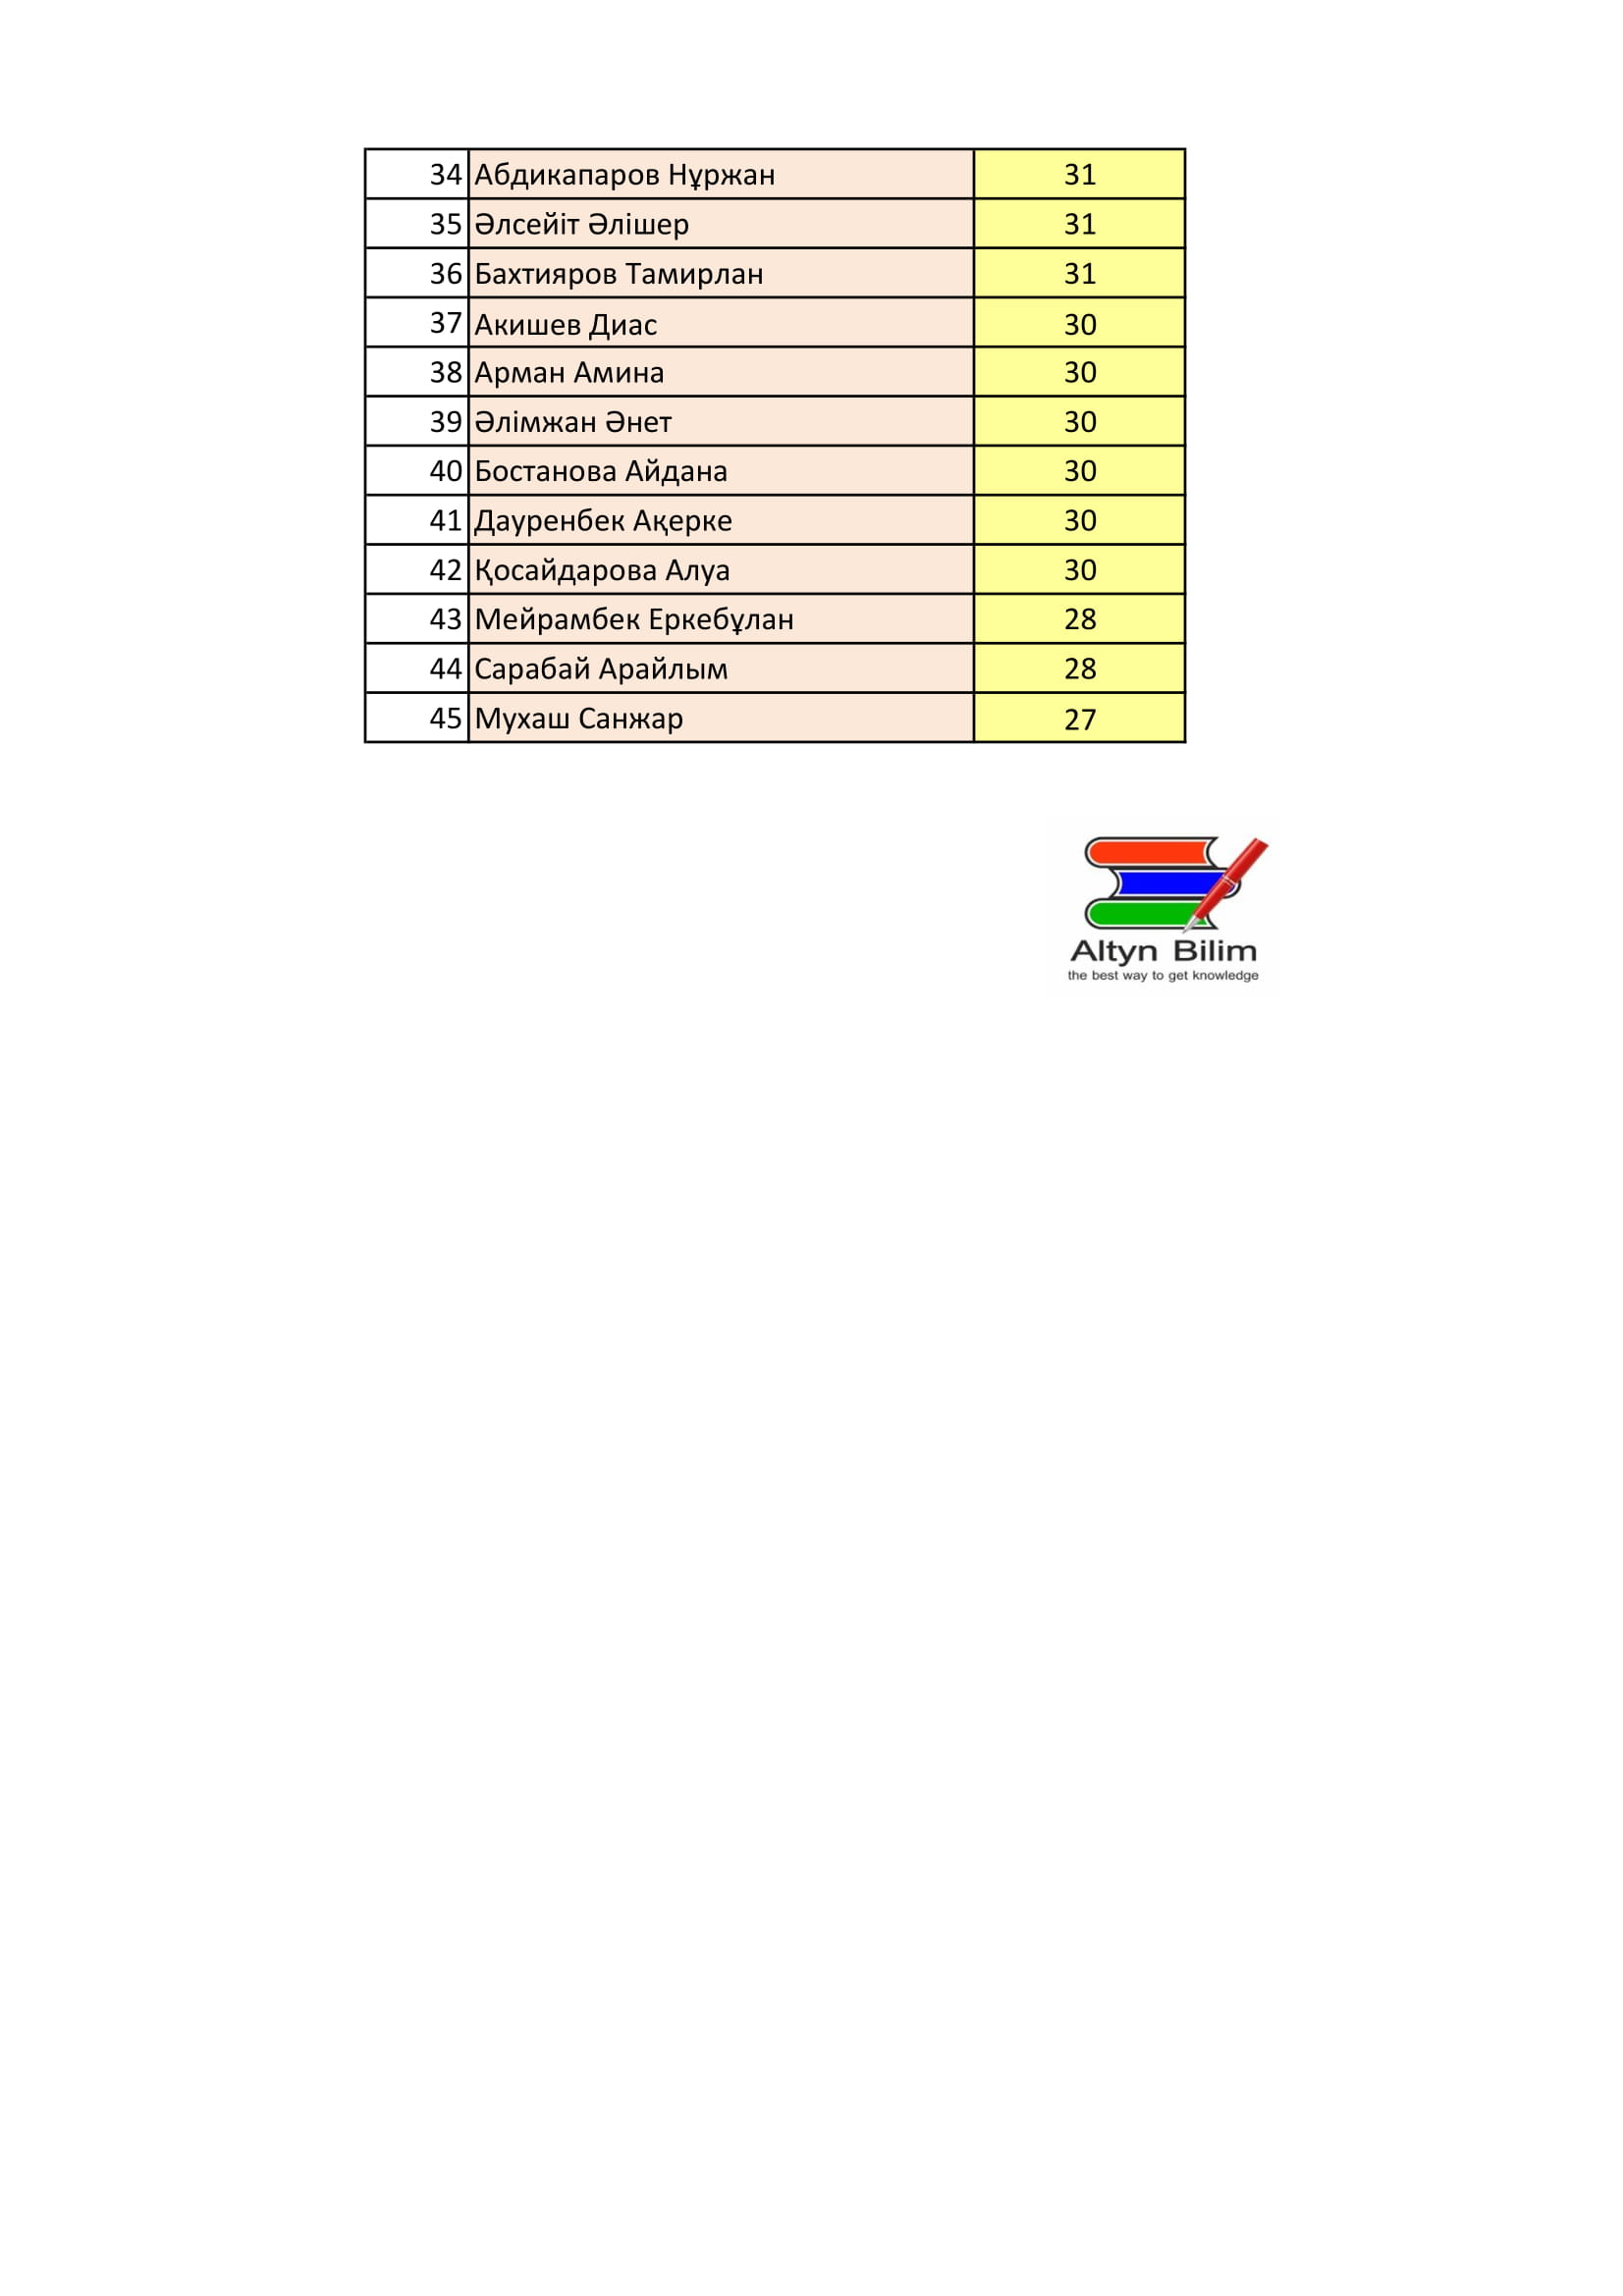 34 Абдикапаров Нұржан 31
35 Әлсейіт Әлішер 31
36 Бахтияров Тамирлан 31
37 Акишев Диас 30
38 Арман Амина 30
39 Әлімжан Әнет 30
40 Бостанова Айдана 30
41 Дауренбек Ақерке 30
42 Қосайдарова Алуа 30
43 Мейрамбек Еркебұлан 28
44 Сарабай Арайлым 28
45 Мухаш Санжар 27
Altyn Bilim
the best way to get knowledge